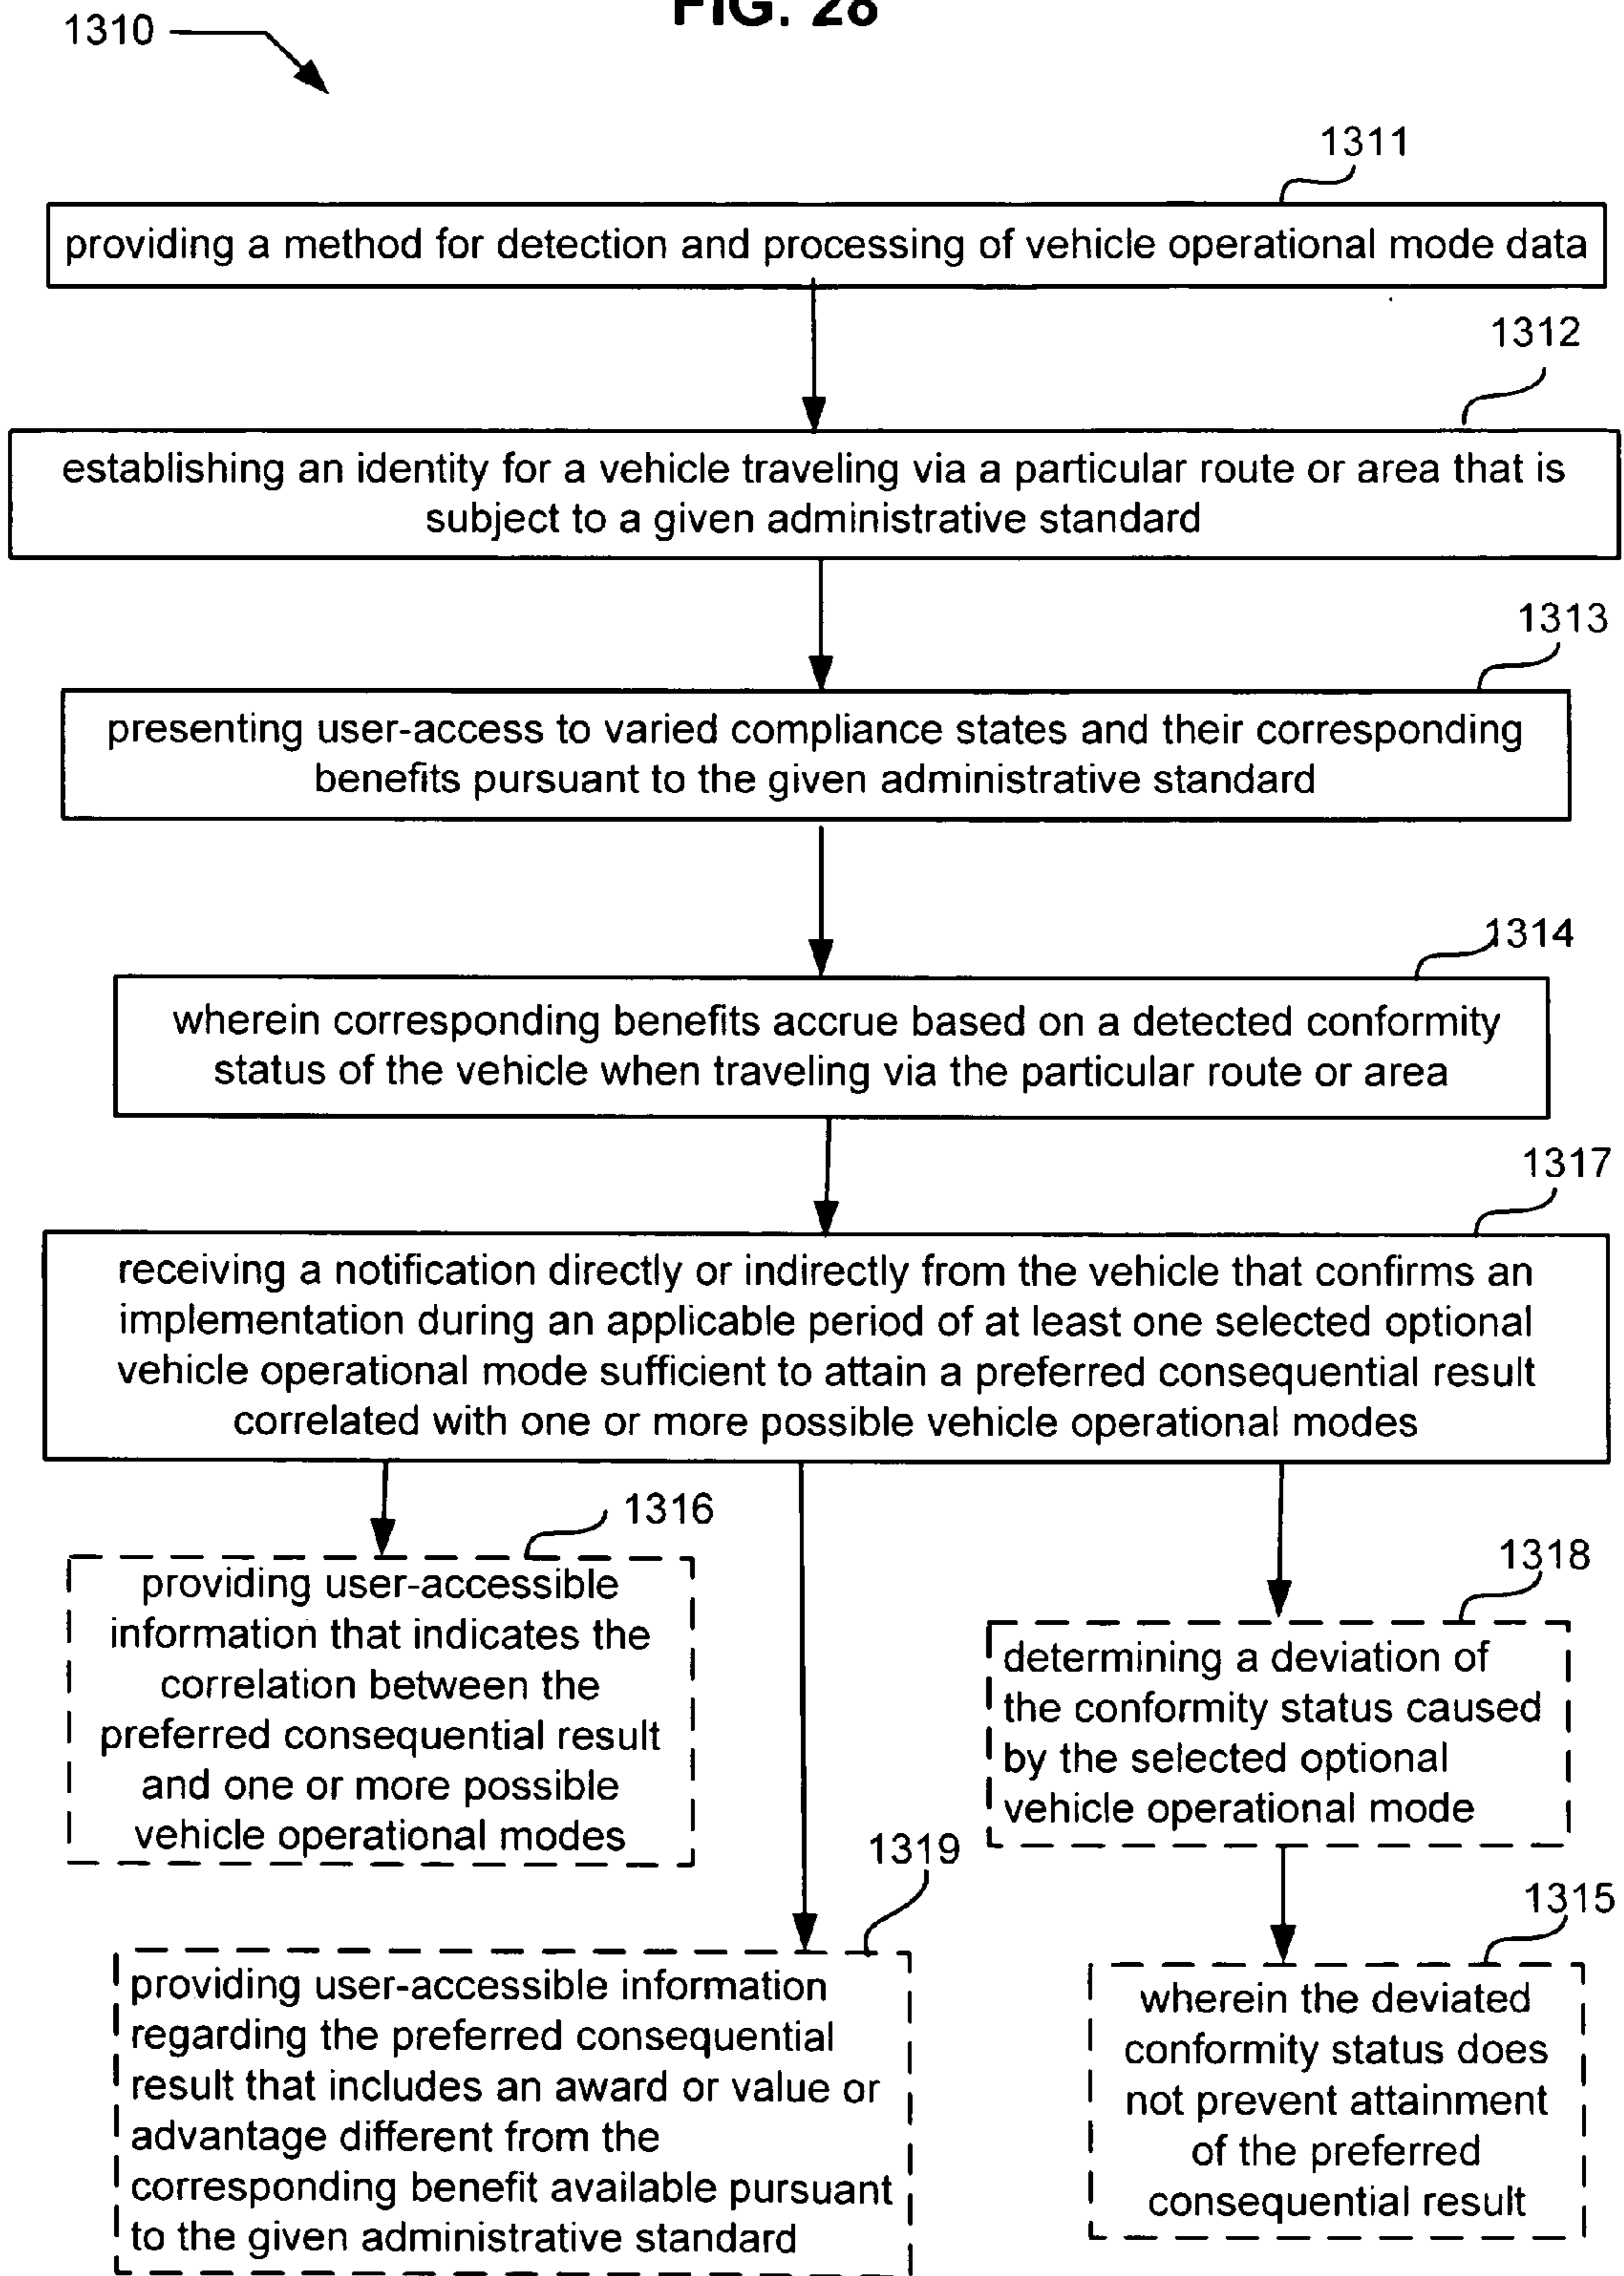 FIG. 28
1310
1311
providing a method for detection and processing of vehicle operational mode data
1312
establishing an identity for a vehicle traveling via a particular route or area that is
subject to a given administrative standard
1313
presenting user-access to varied compliance states and their corresponding
benefits pursuant to the given administrative standard
1314
wherein corresponding benefits accrue based on a detected conformity
status of the vehicle when traveling via the particular route or area
1317
receiving a notification directly or indirectly from the vehicle that confirms an
implementation during an applicable period of at least one selected optional
vehicle operational mode sufficient to attain a preferred consequential result
correlated with one or more possible vehicle operational modes
1316
providing user-accessible
information that indicates the
correlation between the
preferred consequential result
and one or more possible
vehicle operational modes
1318
determining a deviation of
the conformity status caused
by the selected optional
vehicle operational mode
1319
providing user-accessible information
regarding the preferred consequential
result that includes an award or value or
advantage different from the
corresponding benefit available pursuant
to the given administrative standard
1315
wherein the deviated
conformity status does
not prevent attainment
of the preferred
consequential result